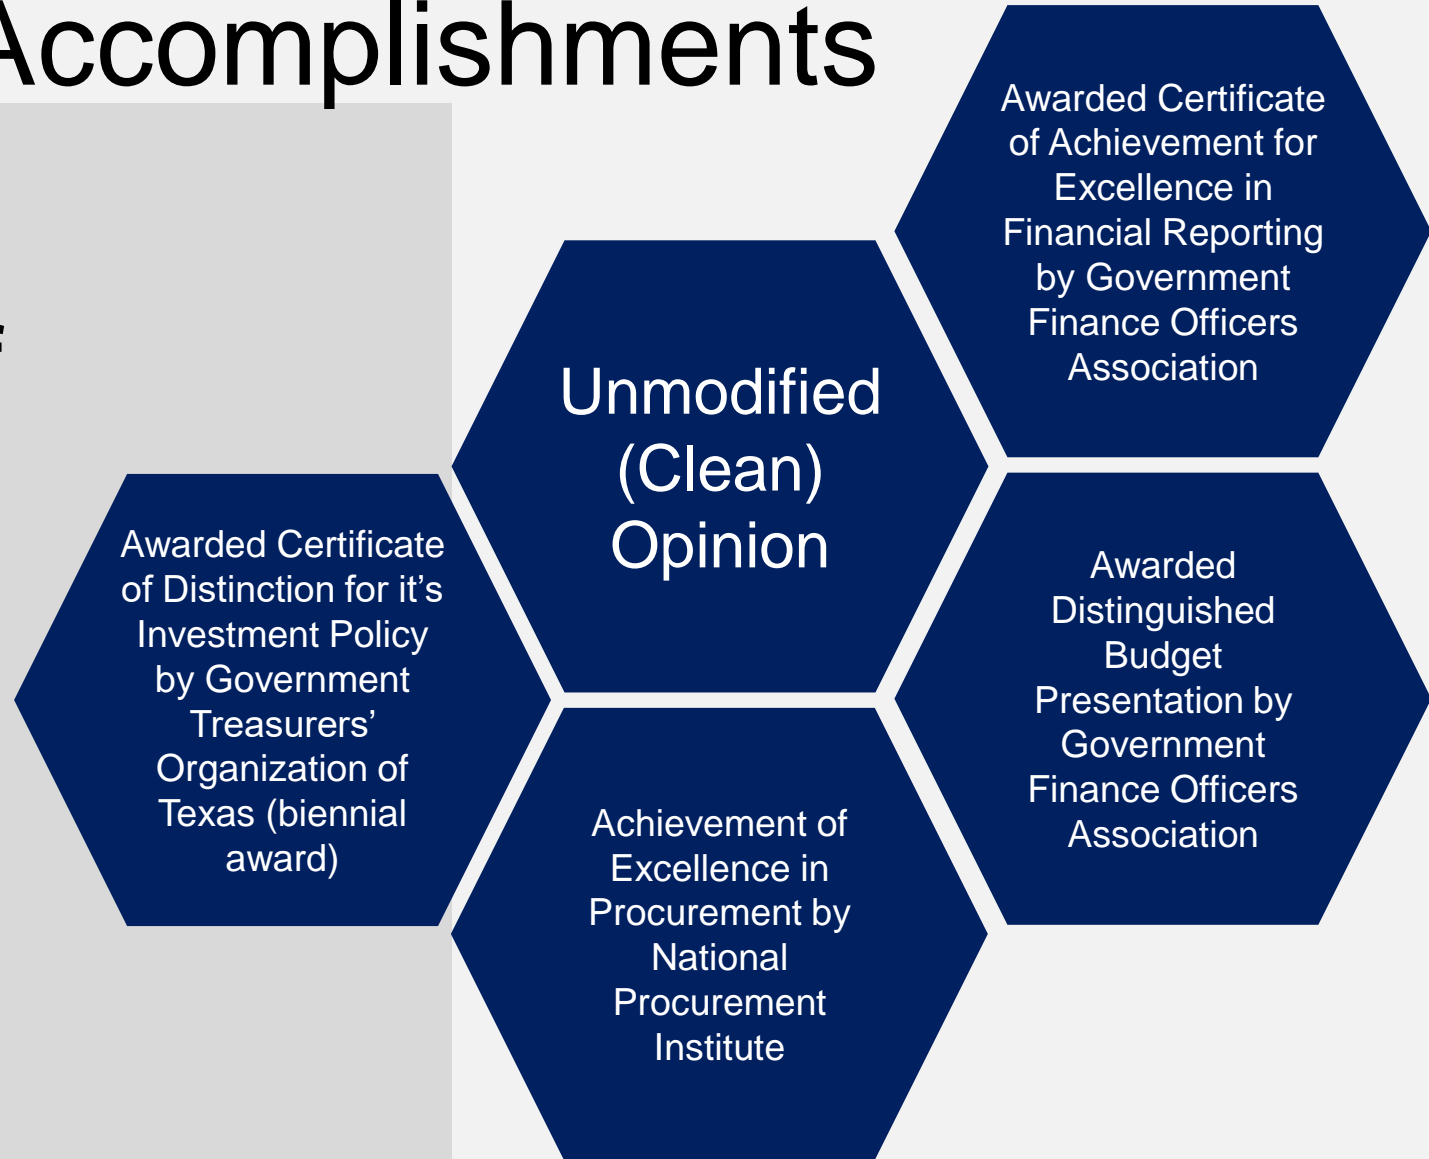 Accomplishments
Awarded Certificate
of Achievement for
Excellence in
Financial Reporting
by Government
Finance Officers
Association
Unmodified
(Clean)
Opinion
Awarded Certificate
of Distinction for it’s
Investment Policy
by Government
Treasurers’
Organization of
Texas (biennial
award)
Awarded
Distinguished
Budget
Presentation by
Government
Finance Officers
Association
Achievement of
Excellence in
Procurement by
National
Procurement
Institute